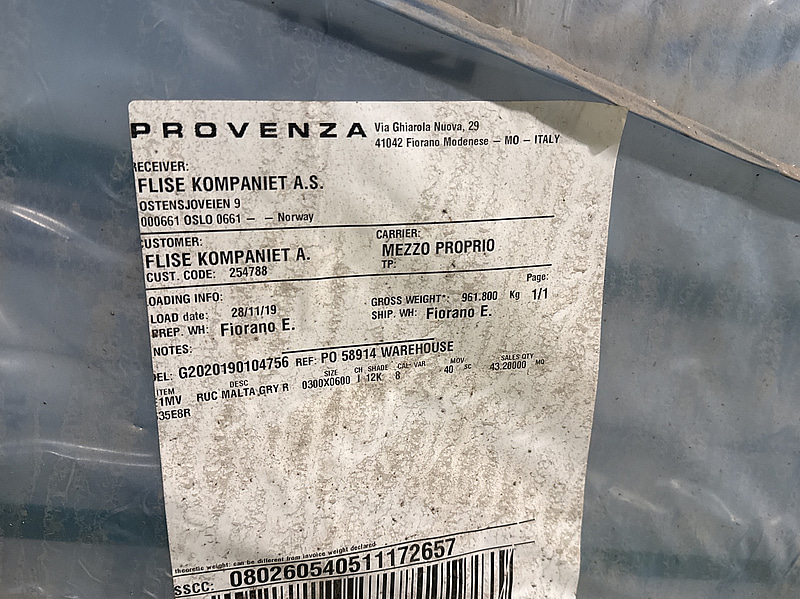 PROVENZA Via Ghiarola Nuova, 29
41042 Fiorano Modenese – MO – ITALY
RECEIVER:
FLISE KOMPANIET A.S.
OSTENSJOVEIEN 9
000661 OSLO 0661 – – Norway
CUSTOMER:
FLISE KOMPANIET A.
CUST. CODE: 254788
CARRIER:
MEZZO PROPRIO
TP:
Page:
1/1
OADING INFO:
LOAD date: 28/11/19
PREP. WH: Fiorano E.
GROSS WEIGHT*: 961.800 Kg
SHIP. WH: Fiorano E.
NOTES:
DEL: G2020190104756 REF: PO 58914 WAREHOUSE
ITEM DESC SIZE CH SHADE CAL VAR MOV SALES QTY
E1MV RUC MALTA GRY R 0300X0600 I 12K 8 40 SC 43.20000 MQ
35E8R
theoretic weight: can be different from invoice weight declared
SSCC: 080260540511172657